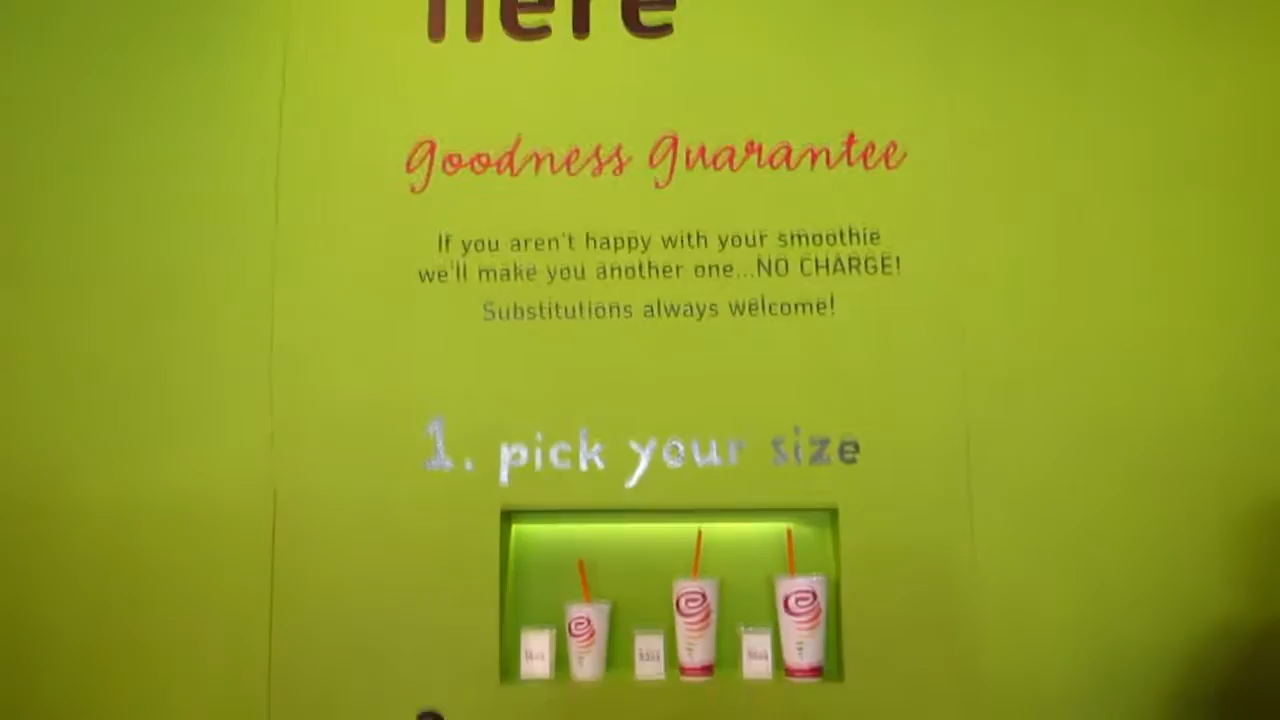 here
goodness guarantee
If you aren't happy with your smoothie
we'll make you another one...NO CHARGE!
Substitutions always welcome!
1. pick your size